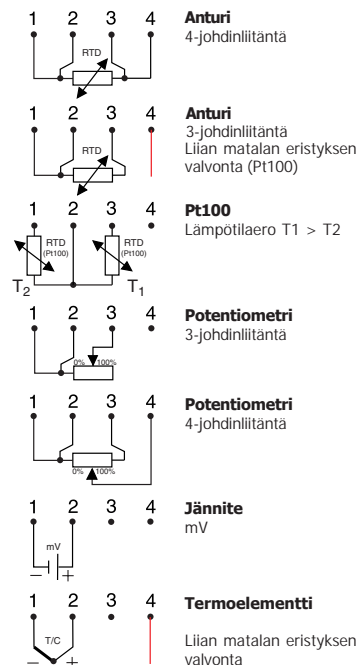 1 2 3 4
RTD
Anturi
4-johdinliitäntä
1 2 3 4
RTD
Anturi
3-johdinliitäntä
Liian matalan eristyksen
valvonta (Pt100)
1 2 3 4
RTD
(Pt100)
RTD
(Pt100)
T2
T1
Pt100
Lämpötilaero T1 > T2
1 2 3 4
0% 100%
Potentiometri
3-johdinliitäntä
1 2 3 4
0% 100%
Potentiometri
4-johdinliitäntä
1 2 3 4
mV
– +
Jännite
mV
1 2 3 4
T/C
– +
Termoelementti
Liian matalan eristyksen
valvonta